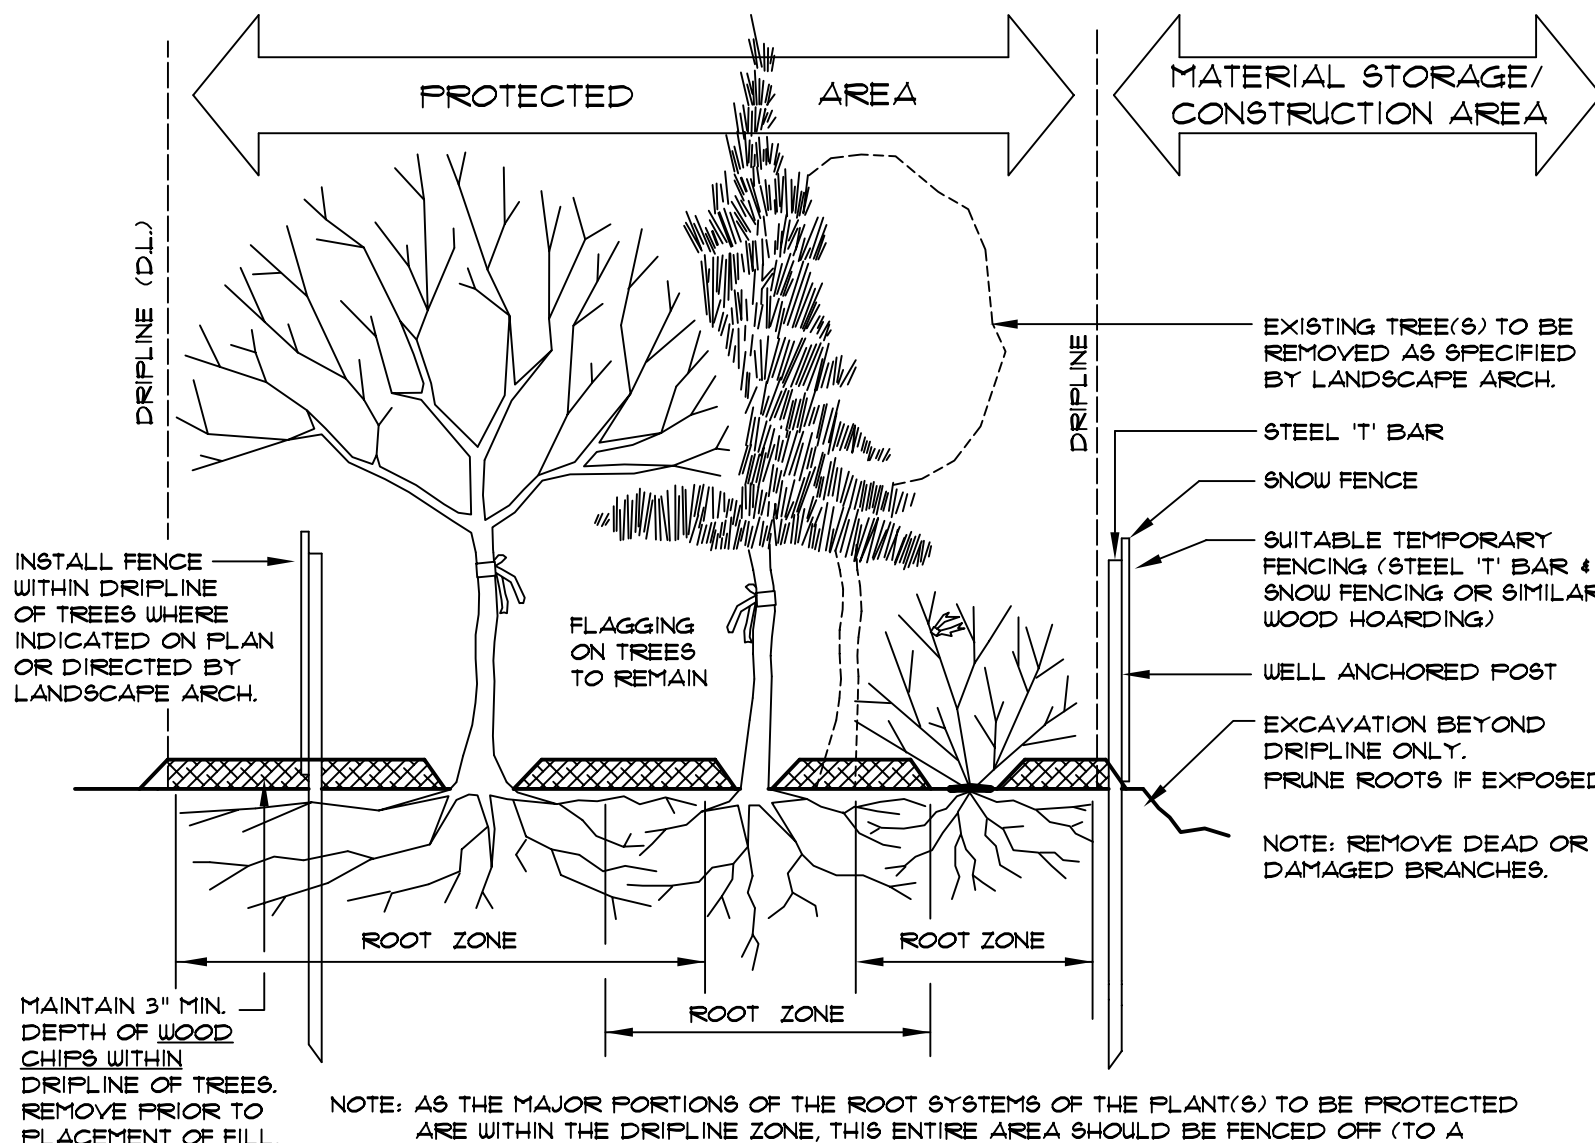 PROTECTED AREA
MATERIAL STORAGE/
CONSTRUCTION AREA
DRIPLINE (D.L.)
DRIPLINE
EXISTING TREE(S) TO BE
REMOVED AS SPECIFIED
BY LANDSCAPE ARCH.
STEEL 'T' BAR
SNOW FENCE
SUITABLE TEMPORARY
FENCING (STEEL 'T' BAR &
SNOW FENCING OR SIMILAR
WOOD HOARDING)
WELL ANCHORED POST
EXCAVATION BEYOND
DRIPLINE ONLY.
PRUNE ROOTS IF EXPOSED
NOTE: REMOVE DEAD OR
DAMAGED BRANCHES.
INSTALL FENCE
WITHIN DRIPLINE
OF TREES WHERE
INDICATED ON PLAN
OR DIRECTED BY
LANDSCAPE ARCH.
FLAGGING
ON TREES
TO REMAIN
ROOT ZONE
ROOT ZONE
ROOT ZONE
MAINTAIN 3" MIN.
DEPTH OF WOOD
CHIPS WITHIN
DRIPLINE OF TREES.
REMOVE PRIOR TO
PLACEMENT OF FILL.
NOTE: AS THE MAJOR PORTIONS OF THE ROOT SYSTEMS OF THE PLANT(S) TO BE PROTECTED
ARE WITHIN THE DRIPLINE ZONE, THIS ENTIRE AREA SHOULD BE FENCED OFF (TO A